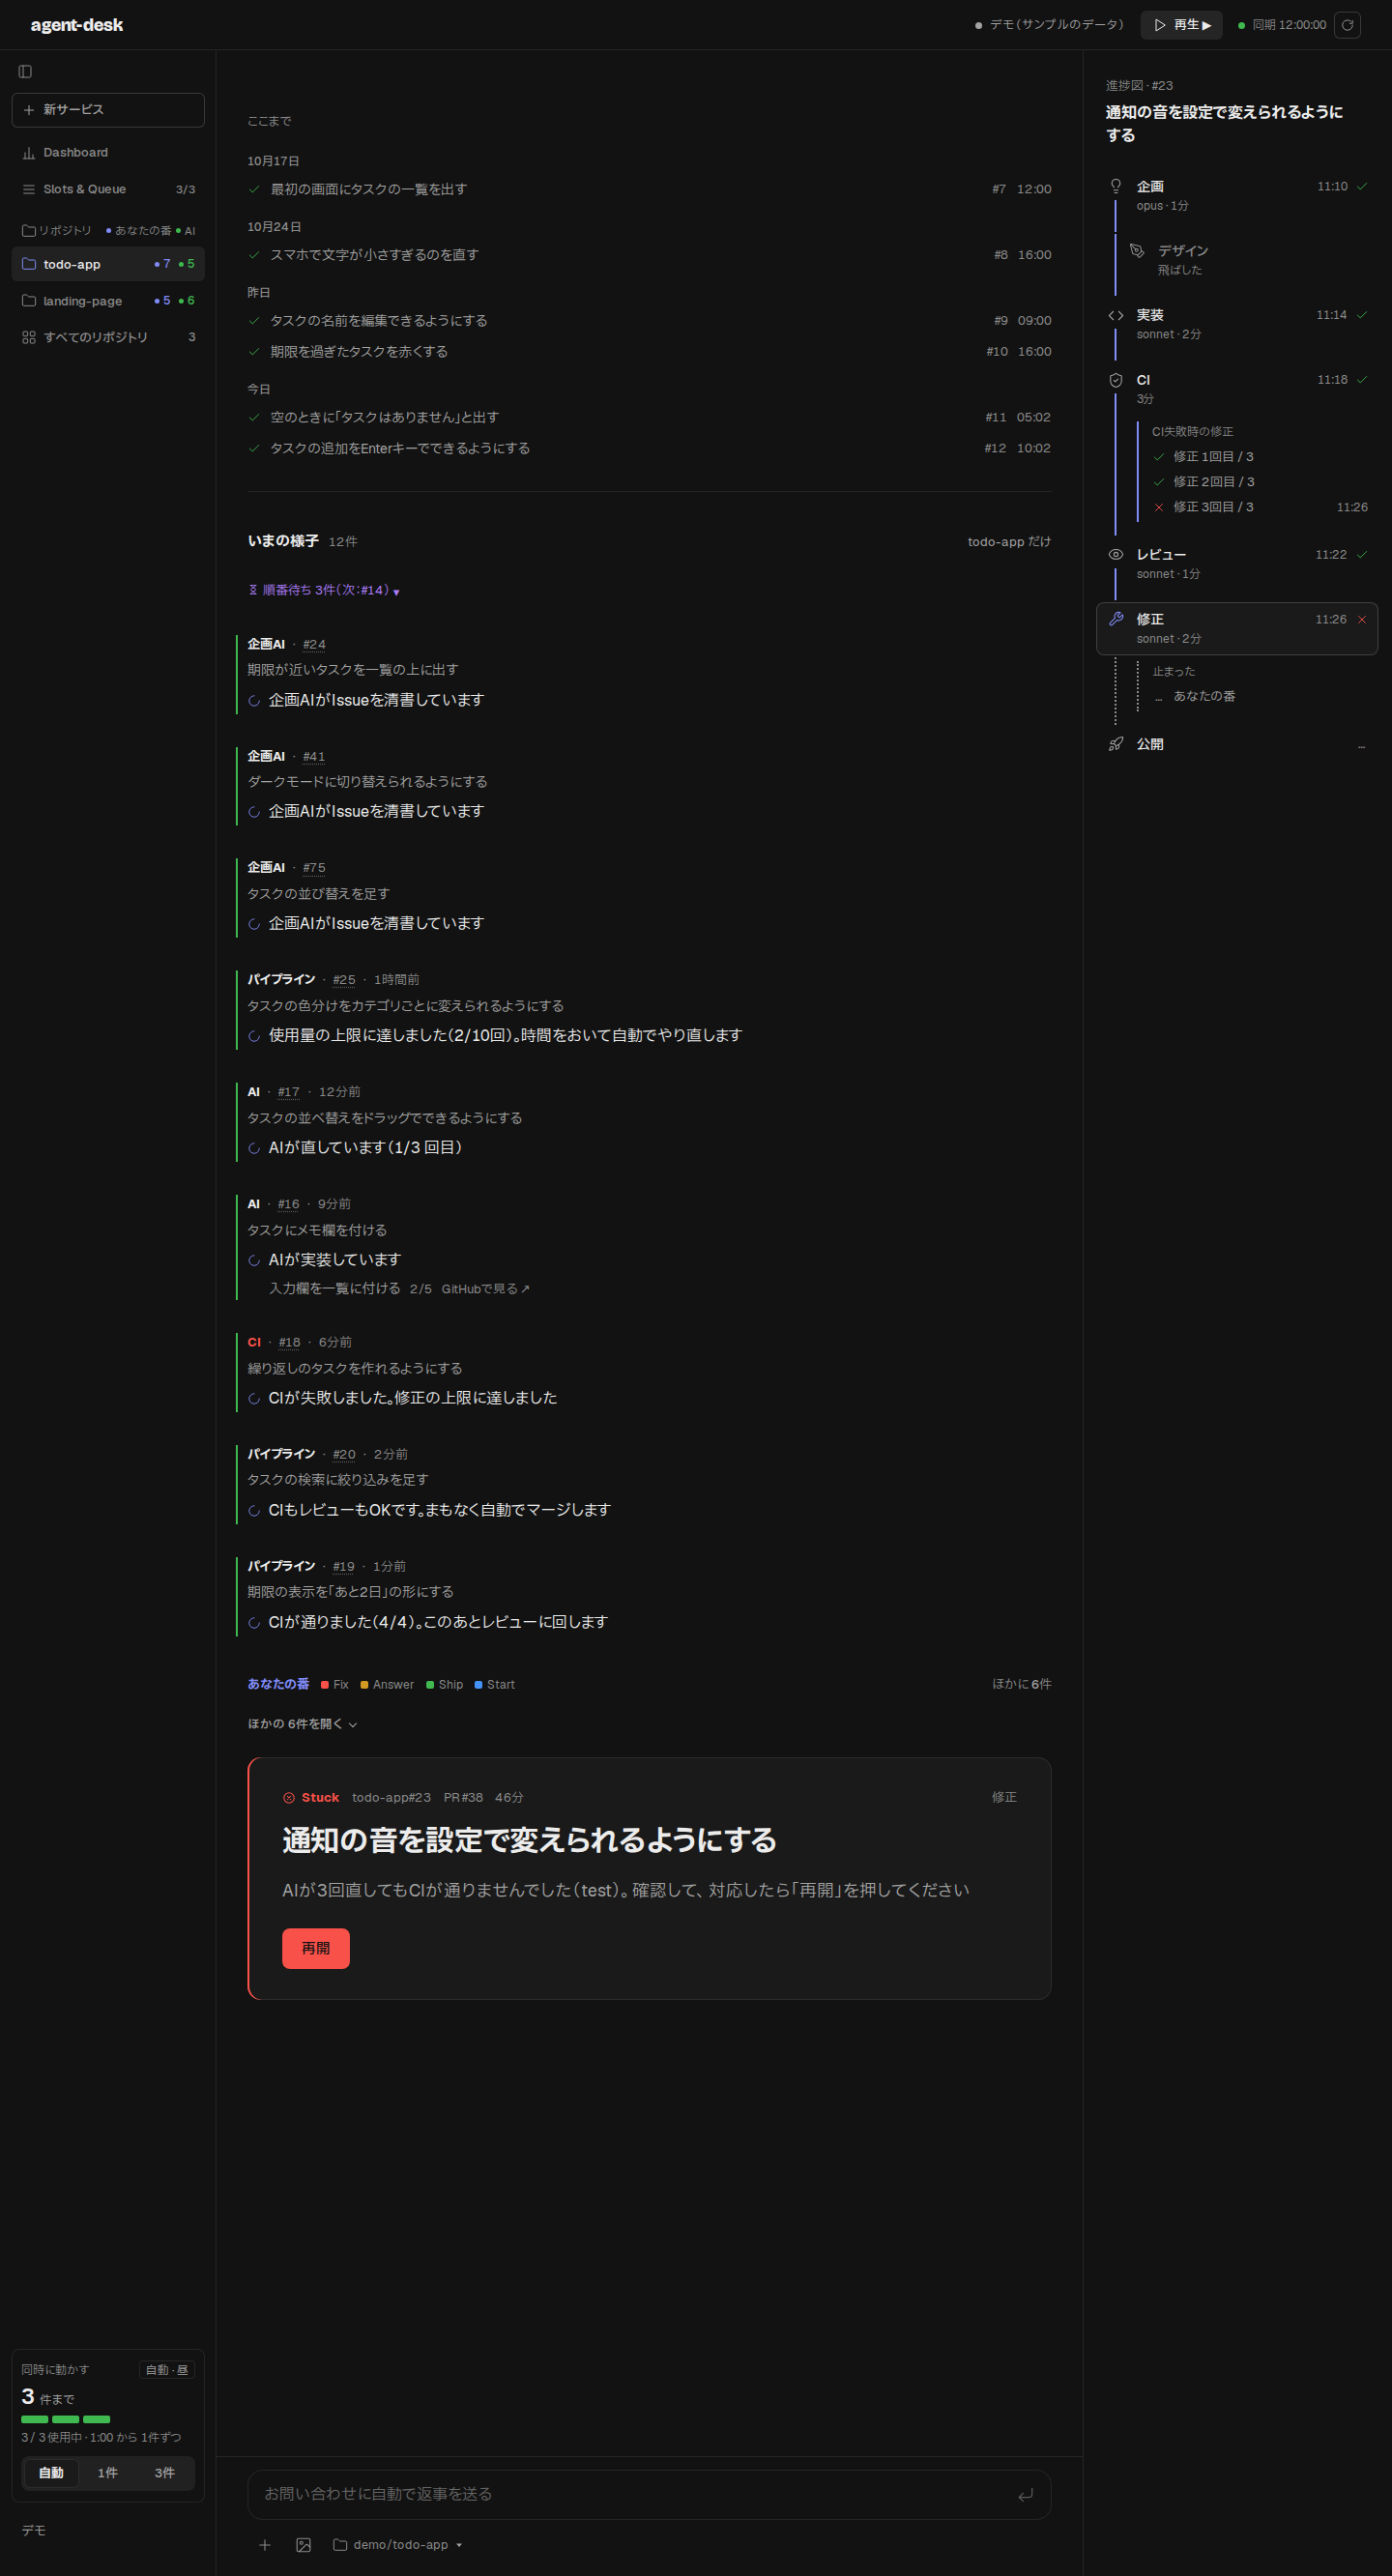 agent-desk
デモ(サンプルのデータ)
再生 ▶
同期 12:00:00
新サービス
Dashboard
Slots & Queue 3/3
リポジトリ あなたの番 AI
todo-app 7 5
landing-page 5 6
すべてのリポジトリ 3
ここまで
10月17日
最初の画面にタスクの一覧を出す #7 12:00
10月24日
スマホで文字が小さすぎるのを直す #8 16:00
昨日
タスクの名前を編集できるようにする #9 09:00
期限を過ぎたタスクを赤くする #10 16:00
今日
空のときに「タスクはありません」と出す #11 05:02
タスクの追加をEnterキーでできるようにする #12 10:02
いまの様子 12件 todo-app だけ
順番待ち 3件(次:#14) ▼
企画AI · #24
期限が近いタスクを一覧の上に出す
企画AIがIssueを清書しています
企画AI · #41
ダークモードに切り替えられるようにする
企画AIがIssueを清書しています
企画AI · #75
タスクの並び替えを足す
企画AIがIssueを清書しています
パイプライン · #25 · 1時間前
タスクの色分けをカテゴリごとに変えられるようにする
使用量の上限に達しました(2/10回)。時間をおいて自動でやり直します
AI · #17 · 12分前
タスクの並べ替えをドラッグでできるようにする
AIが直しています(1/3 回目)
AI · #16 · 9分前
タスクにメモ欄を付ける
AIが実装しています
入力欄を一覧に付ける 2/5 GitHubで見る ↗
CI · #18 · 6分前
繰り返しのタスクを作れるようにする
CIが失敗しました。修正の上限に達しました
パイプライン · #20 · 2分前
タスクの検索に絞り込みを足す
CIもレビューもOKです。まもなく自動でマージします
パイプライン · #19 · 1分前
期限の表示を「あと2日」の形にする
CIが通りました(4/4)。このあとレビューに回します
あなたの番 Fix Answer Ship Start ほかに 6件
ほかの 6件を開く
Stuck todo-app#23 PR #38 46分 修正
通知の音を設定で変えられるようにする
AIが3回直してもCIが通りませんでした(test)。確認して、対応したら「再開」を押してください
再開
お問い合わせに自動で返事を送る
demo/todo-app
進捗図 · #23
通知の音を設定で変えられるように
する
企画 11:10
opus · 1分
デザイン
飛ばした
実装 11:14
sonnet · 2分
CI 11:18
3分
CI失敗時の修正
修正 1回目 / 3
修正 2回目 / 3
修正 3回目 / 3 11:26
レビュー 11:22
sonnet · 1分
修正 11:26
sonnet · 2分
止まった
… あなたの番
公開 …
同時に動かす 自動 · 昼
3 件まで
3 / 3 使用中 · 1:00 から 1件ずつ
自動 1件 3件
デモ